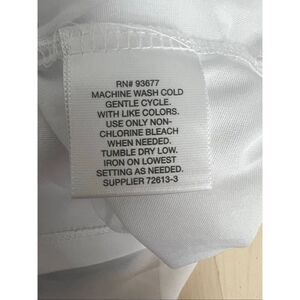 RN# 93677
MACHINE WASH COLD
GENTLE CYCLE.
WITH LIKE COLORS.
USE ONLY NON-
CHLORINE BLEACH
WHEN NEEDED.
TUMBLE DRY LOW.
IRON ON LOWEST
SETTING AS NEEDED.
SUPPLIER 72613-3